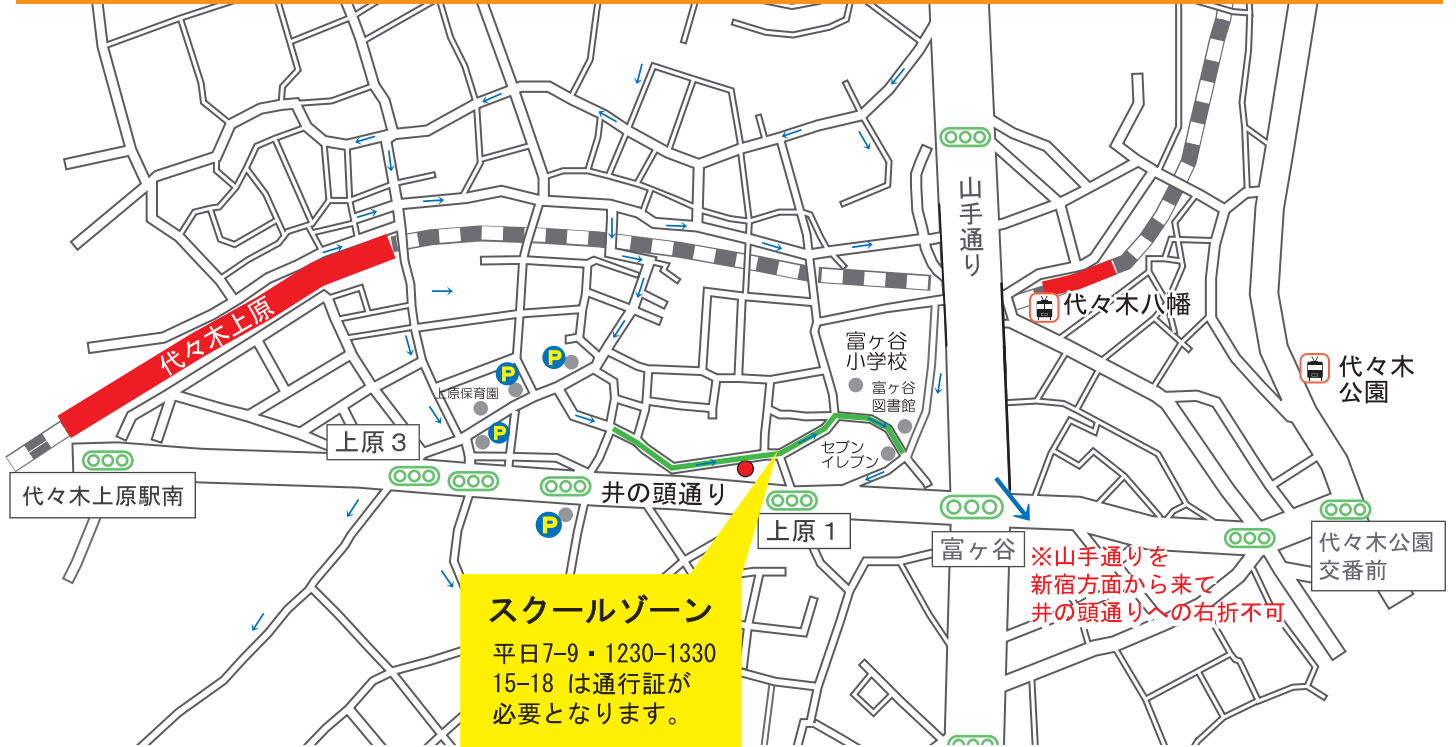 山手通り
代々木八幡
代々木上原
富ヶ谷
小学校
代々木
公園
富ヶ谷
図書館
P
P
上原保育園
P
上原３
セブン
イレブン
代々木上原駅南
井の頭通り
P
上原１
富ヶ谷
代々木公園
交番前
※山手通りを
新宿方面から来て
井の頭通りへの右折不可
スクールゾーン
平日7−9・1230−1330
15−18 は通行証が
必要となります。